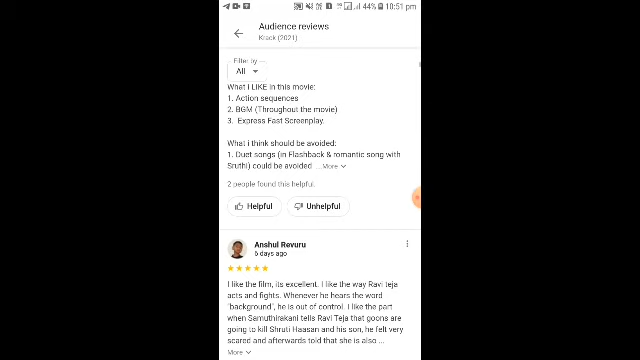 44% 10:51 pm
Audience reviews
Krack (2021)
Filter by
All
What i LIKE in this movie:
1. Action sequences
2. BGM (Throughout the movie)
3. Express Fast Screenplay.
What i think should be avoided:
1. Duet songs (in Flashback & romantic song with
Sruthi) could be avoided ...More
2 people found this helpful.
Helpful Unhelpful
Anshul Revuru
6 days ago
I like the film, its excellent. I like the way Ravi teja
acts and fights. Whenever he hears the word
"background", he is out of control. I like the part
when Samuthirakani tells Ravi Teja that goons are
going to kill Shruti Haasan and his son, he felt very
scared and afterwards told that she is also ...
More